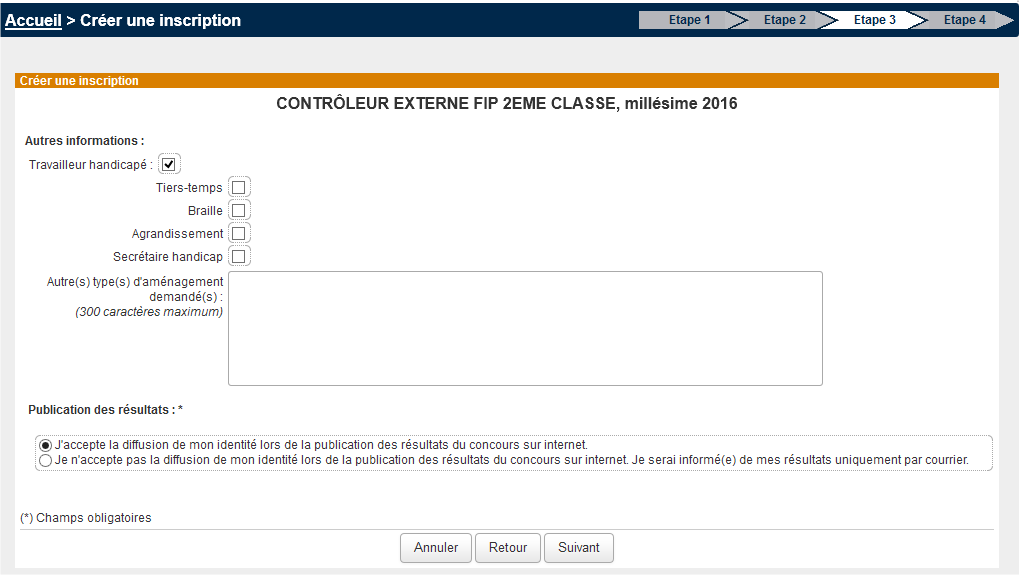 Accueil > Créer une inscription
Etape 1 Etape 2 Etape 3 Etape 4
Créer une inscription
CONTRÔLEUR EXTERNE FIP 2EME CLASSE, millésime 2016
Autres informations :
Travailleur handicapé :
Tiers-temps
Braille
Agrandissement
Secrétaire handicap
Autre(s) type(s) d'aménagement
demandé(s) :
(300 caractères maximum)
Publication des résultats : *
J'accepte la diffusion de mon identité lors de la publication des résultats du concours sur internet.
Je n'accepte pas la diffusion de mon identité lors de la publication des résultats du concours sur internet. Je serai informé(e) de mes résultats uniquement par courrier.
(*) Champs obligatoires
Annuler Retour Suivant